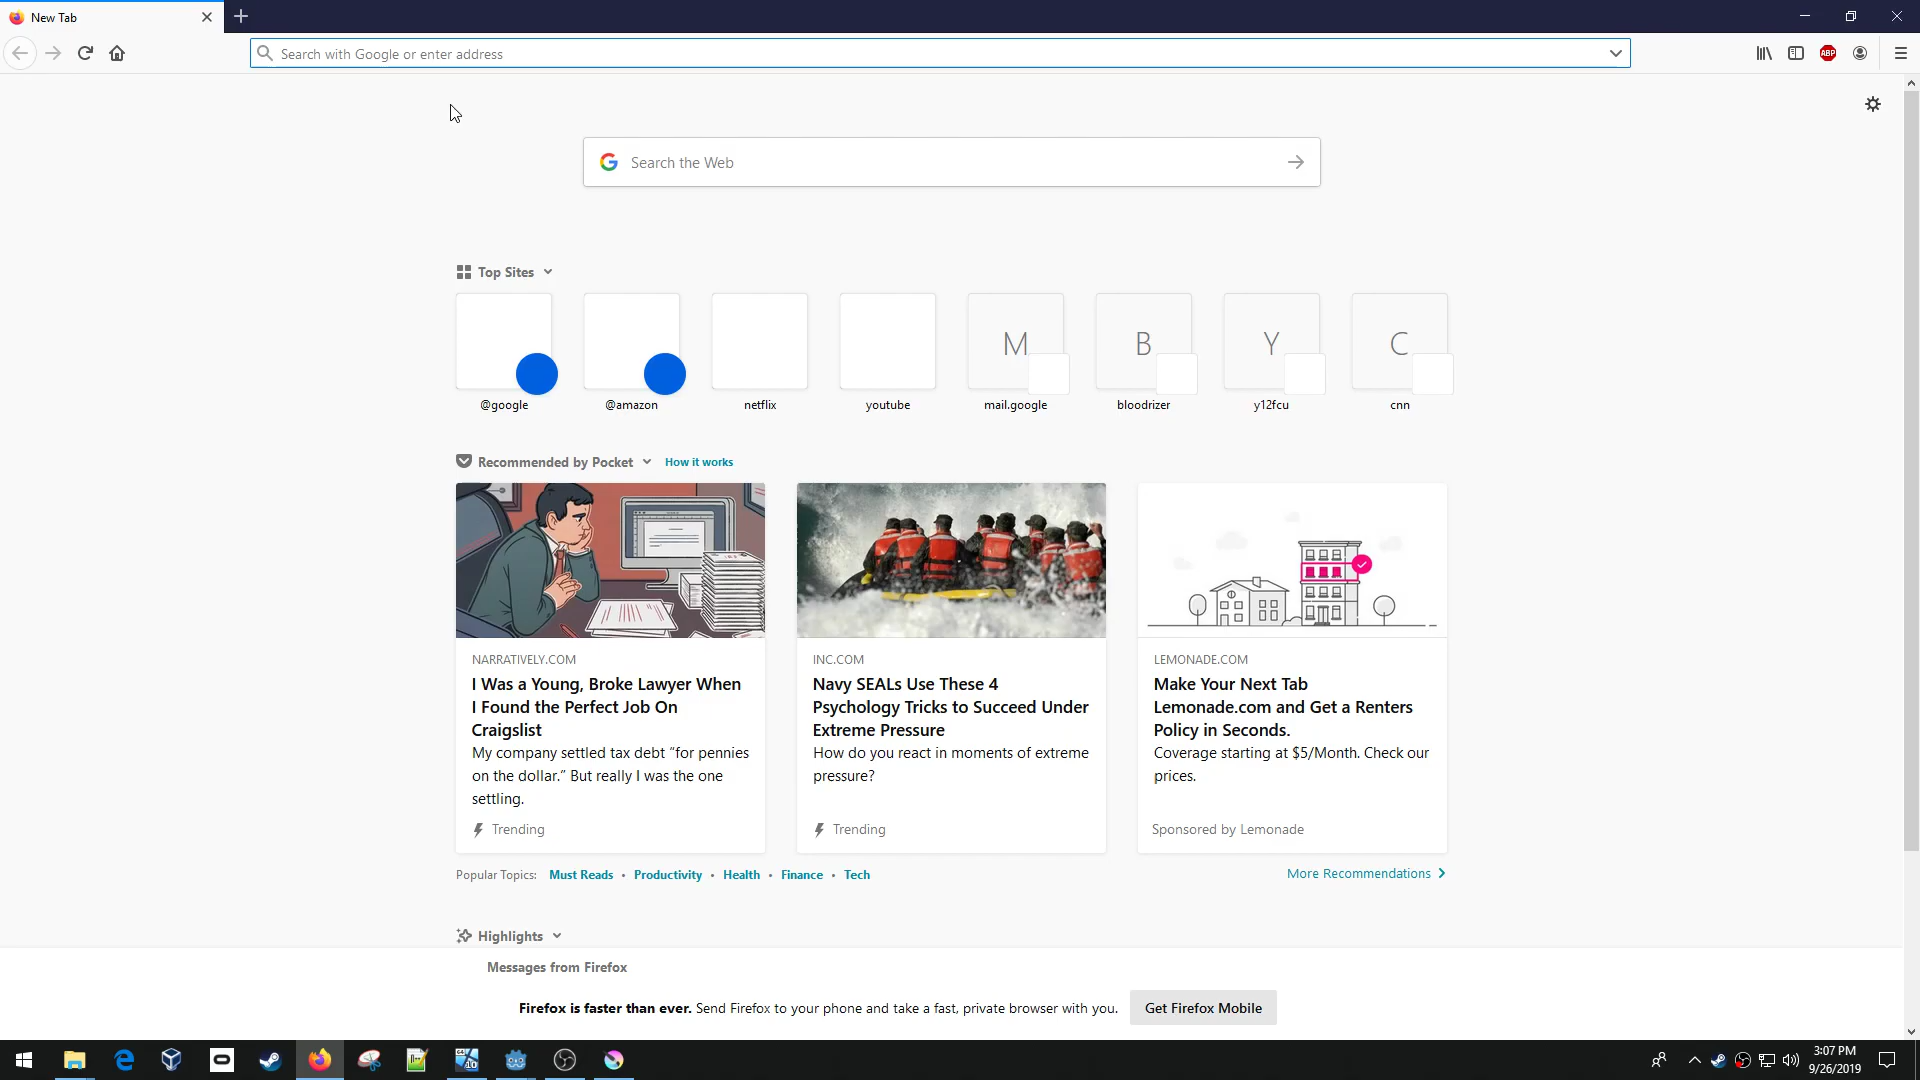 New Tab
Search with Google or enter address
ABP
Search the Web
Top Sites
M B Y C
@google @amazon netflix youtube mail.google bloodrizer y12fcu cnn
Recommended by Pocket How it works
NARRATIVELY.COM
I Was a Young, Broke Lawyer When
I Found the Perfect Job On
Craigslist
My company settled tax debt “for pennies
on the dollar.” But really I was the one
settling.
Trending
INC.COM
Navy SEALs Use These 4
Psychology Tricks to Succeed Under
Extreme Pressure
How do you react in moments of extreme
pressure?
Trending
LEMONADE.COM
Make Your Next Tab
Lemonade.com and Get a Renters
Policy in Seconds.
Coverage starting at $5/Month. Check our
prices.
Sponsored by Lemonade
Popular Topics: Must Reads • Productivity • Health • Finance • Tech
More Recommendations
Highlights
Messages from Firefox
Firefox is faster than ever. Send Firefox to your phone and take a fast, private browser with you. Get Firefox Mobile
3:07 PM
9/26/2019